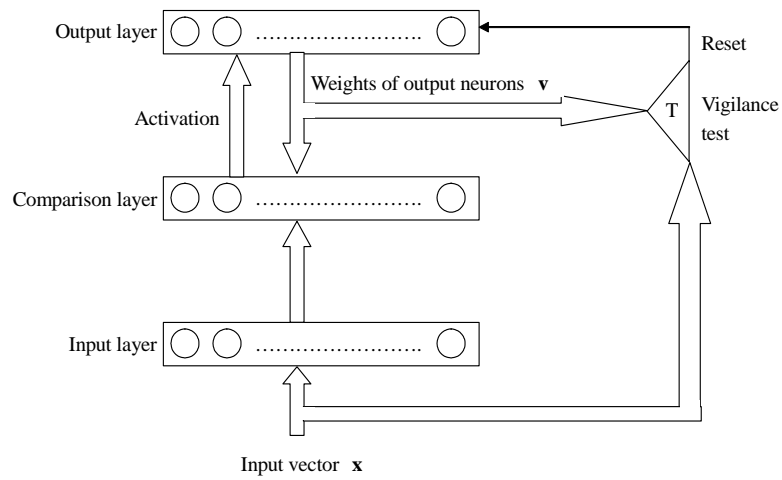 Output layer
Reset
Weights of output neurons v
Activation
T
Vigilance
test
Comparison layer
Input layer
Input vector x